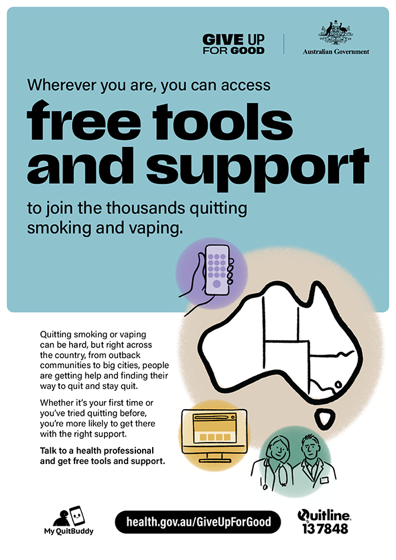 GIVE UP
FOR GOOD
Australian Government
Wherever you are, you can access
free tools
and support
to join the thousands quitting
smoking and vaping.
Quitting smoking or vaping
can be hard, but right across
the country, from outback
communities to big cities, people
are getting help and finding their
way to quit and stay quit.
Whether it's your first time or
you've tried quitting before,
you're more likely to get there
with the right support.
Talk to a health professional
and get free tools and support.
My QuitBuddy
health.gov.au/GiveUpForGood
Quitline
13 7848